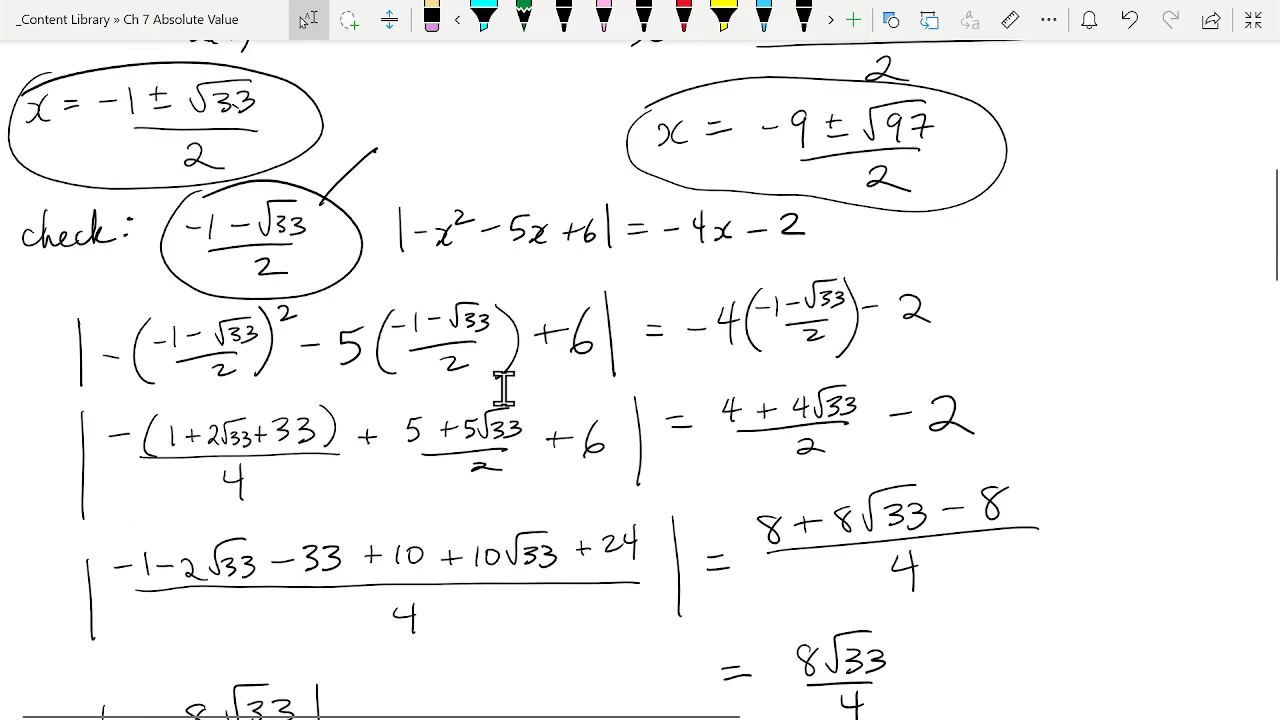 _Content Library » Ch 7 Absolute Value
2
x = -1 ± √33 / 2
x = -9 ± √97 / 2
check: -1 - √33 / 2 |-x² - 5x + 6| = -4x - 2
|-(-1 - √33 / 2)² - 5(-1 - √33 / 2) + 6| = -4(-1 - √33 / 2) - 2
|-(1 + 2√33 + 33) / 4 + 5 + 5√33 / 2 + 6| = 4 + 4√33 / 2 - 2
|-1 - 2√33 - 33 + 10 + 10√33 + 24 / 4| = 8 + 8√33 - 8 / 4
= 8√33 / 4
8√33|